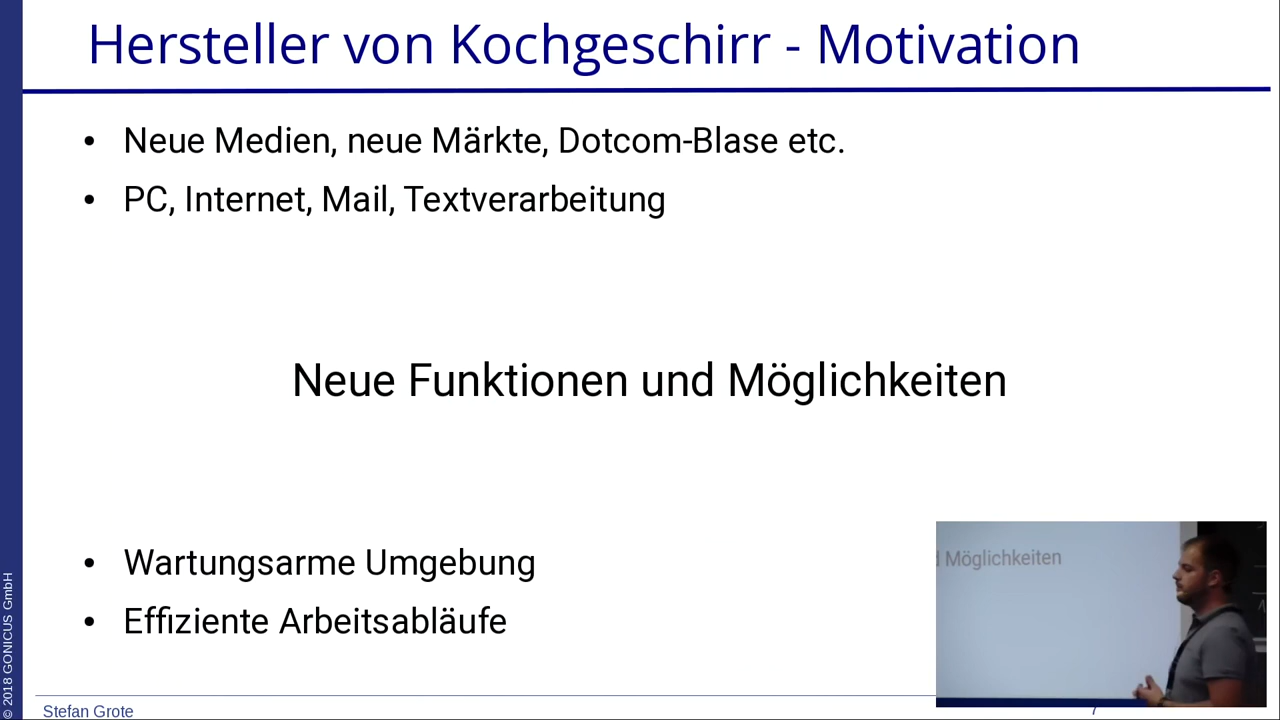 Hersteller von Kochgeschirr - Motivation
• Neue Medien, neue Märkte, Dotcom-Blase etc.
• PC, Internet, Mail, Textverarbeitung
Neue Funktionen und Möglichkeiten
• Wartungsarme Umgebung
• Effiziente Arbeitsabläufe
Möglichkeiten
Stefan Grote
7
© 2018 GONICUS GmbH